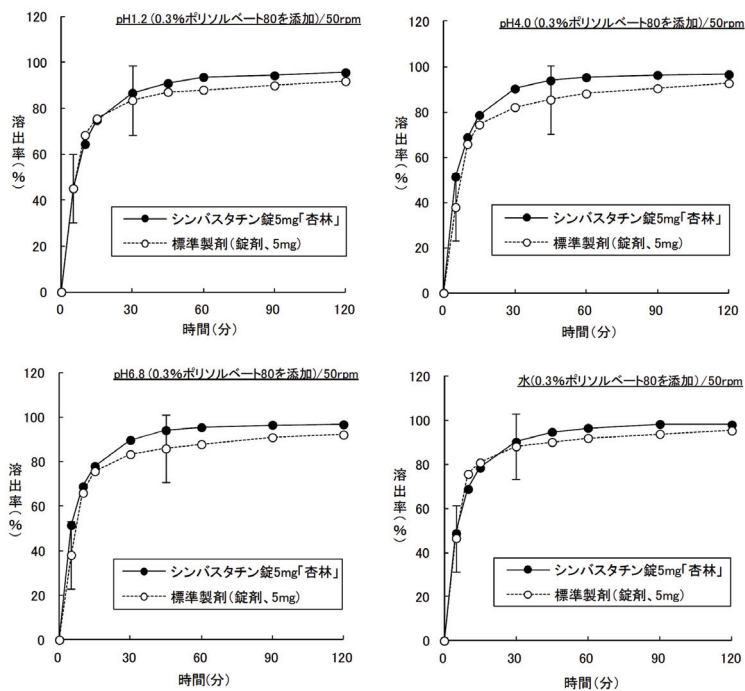 pH1.2(0.3%ポリソルベート80を添加)/50rpm
120
100
80
60
40
20
0
溶出率(%)
シンバスタチン錠5mg「杏林」
標準製剤(錠剤、5mg)
0 30 60 90 120
時間(分)
pH4.0(0.3%ポリソルベート80を添加)/50rpm
120
100
80
60
40
20
0
溶出率(%)
シンバスタチン錠5mg「杏林」
標準製剤(錠剤、5mg)
0 30 60 90 120
時間(分)
pH6.8(0.3%ポリソルベート80を添加)/50rpm
120
100
80
60
40
20
0
溶出率(%)
シンバスタチン錠5mg「杏林」
標準製剤(錠剤、5mg)
0 30 60 90 120
時間(分)
水(0.3%ポリソルベート80を添加)/50rpm
120
100
80
60
40
20
0
溶出率(%)
シンバスタチン錠5mg「杏林」
標準製剤(錠剤、5mg)
0 30 60 90 120
時間(分)